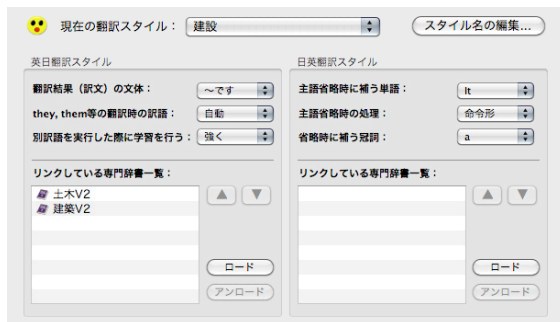 現在の翻訳スタイル：
建設
スタイル名の編集...
英日翻訳スタイル
翻訳結果（訳文）の文体：
～です
they, them等の翻訳時の訳語：
自動
別訳語を実行した際に学習を行う：
強く
リンクしている専門辞書一覧：
土木V2
建築V2
ロード
アンロード
日英翻訳スタイル
主語省略時に補う単語：
It
主語省略時の処理：
命令形
省略時に補う冠詞：
a
リンクしている専門辞書一覧：
ロード
アンロード